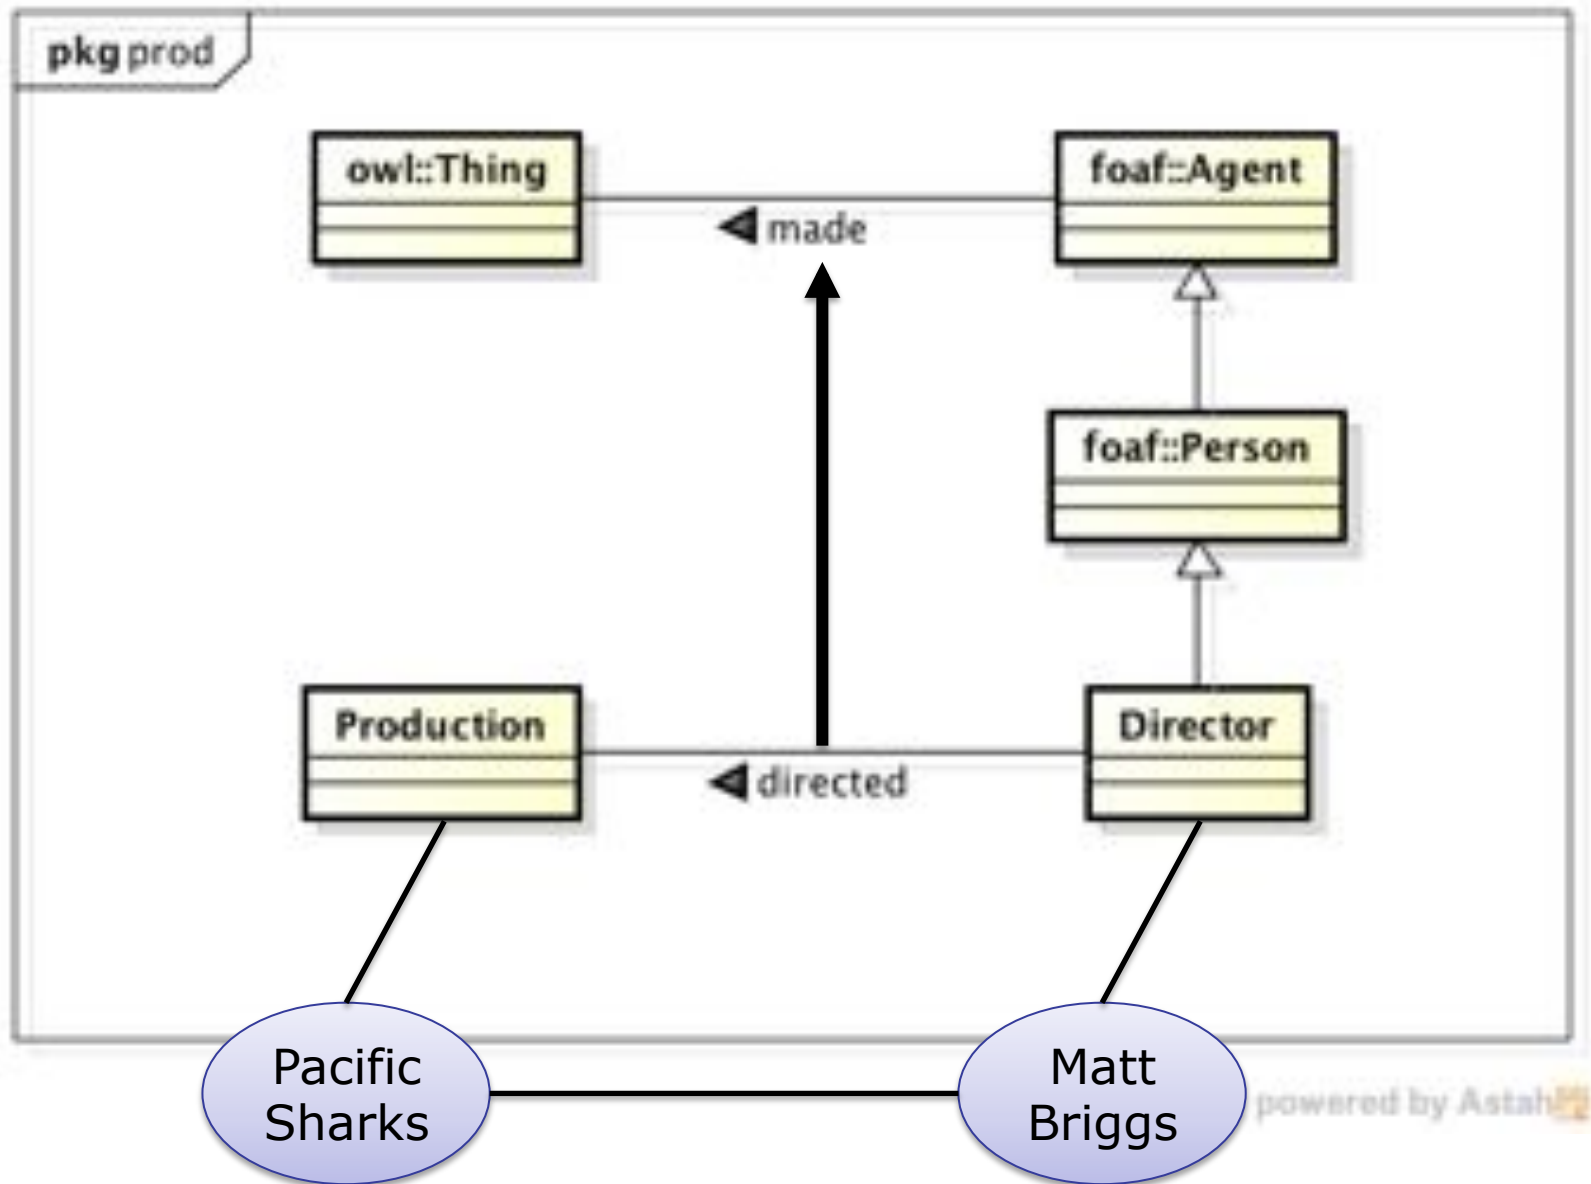 pkg prod
owl::Thing
foaf::Agent
made
foaf::Person
Production
Director
directed
Pacific
Sharks
Matt
Briggs
powered by Astah